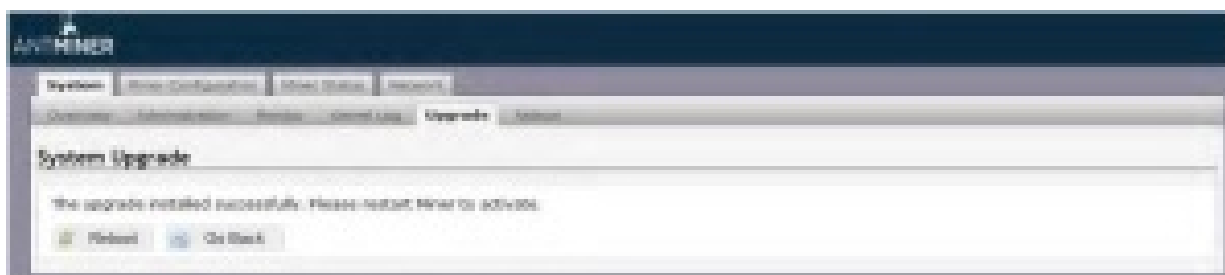 ANTMINER
System Miner Configuration Miner Status Network
Overview Administration Monitor Kernel Log Upgrade Reboot
System Upgrade
The upgrade installed successfully. Please restart Miner to activate.
Reboot Go Back